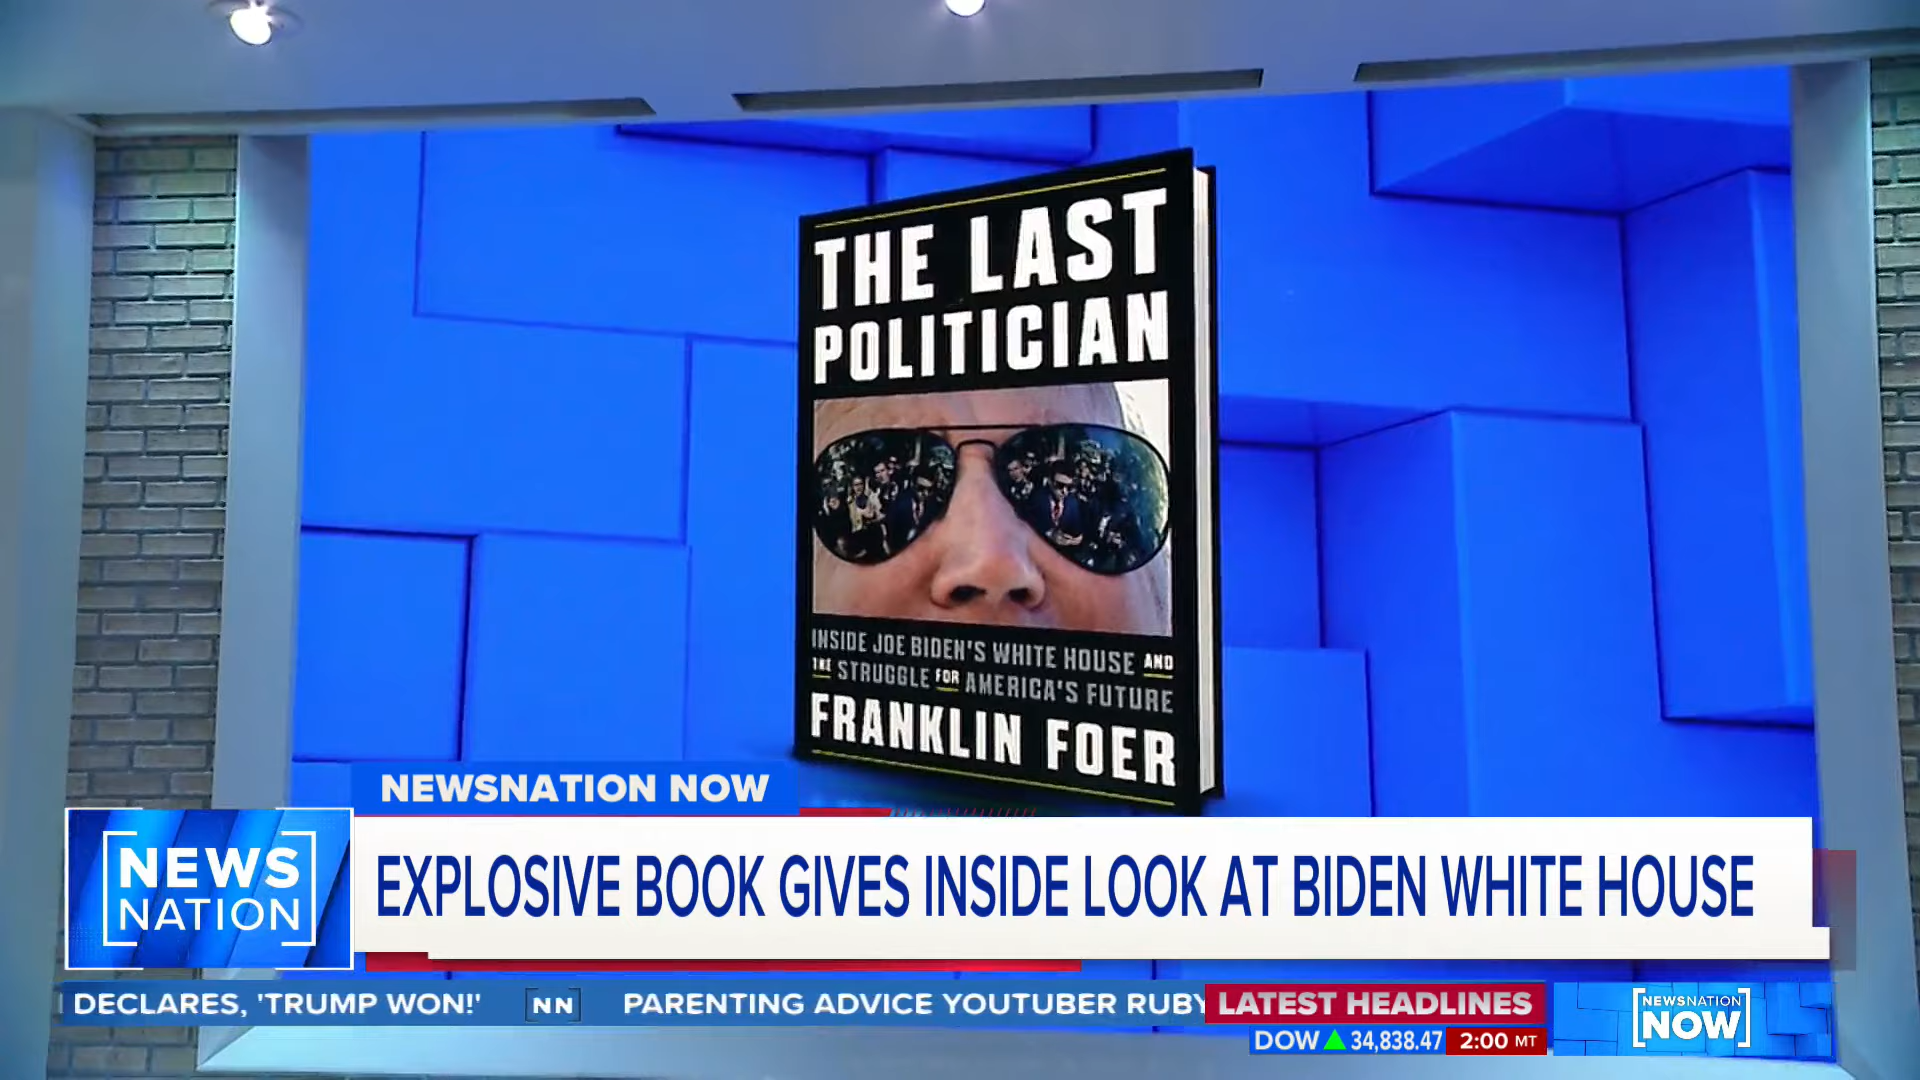 THE LAST
POLITICIAN
INSIDE JOE BIDEN'S WHITE HOUSE AND
THE STRUGGLE FOR AMERICA'S FUTURE
FRANKLIN FOER
NEWSNATION NOW
NEWS
NATION
EXPLOSIVE BOOK GIVES INSIDE LOOK AT BIDEN WHITE HOUSE
DECLARES, 'TRUMP WON!' NN PARENTING ADVICE YOUTUBER RUBY
LATEST HEADLINES
DOW 34,838.47 2:00 MT
NEWSNATION
NOW